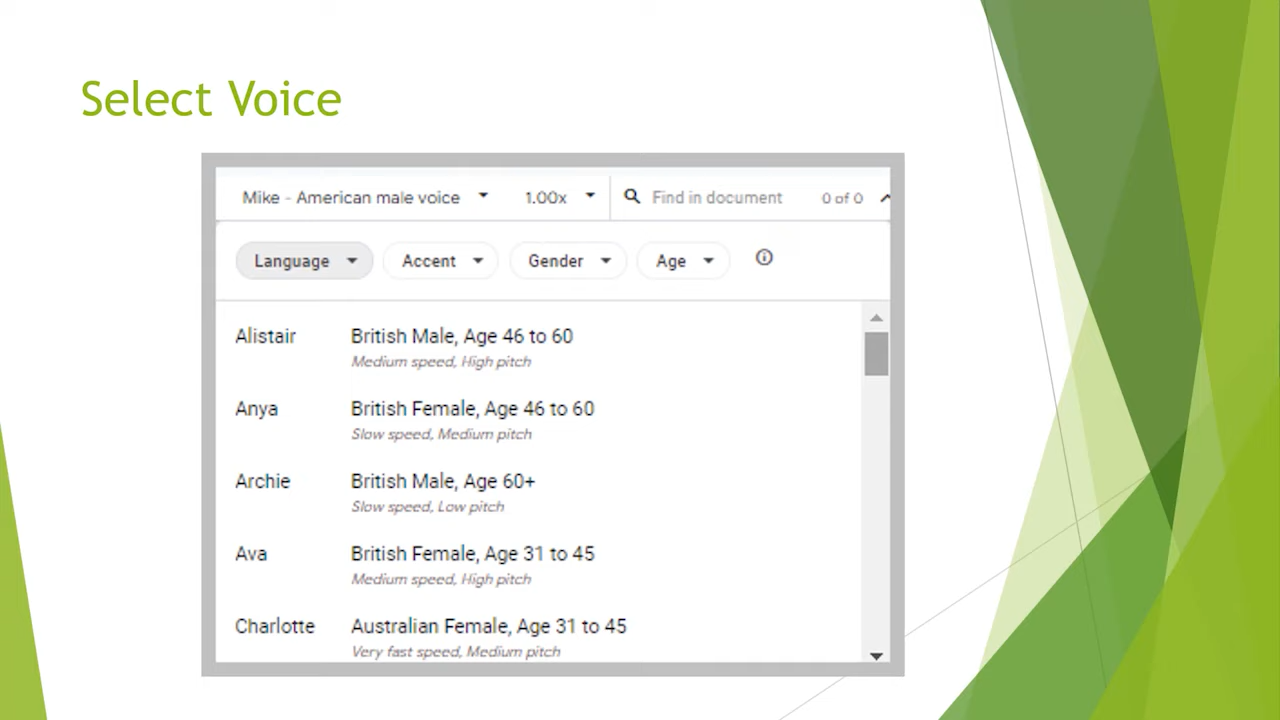 Select Voice
Mike - American male voice 1.00x Find in document 0 of 0
Language Accent Gender Age
Alistair British Male, Age 46 to 60
Medium speed, High pitch
Anya British Female, Age 46 to 60
Slow speed, Medium pitch
Archie British Male, Age 60+
Slow speed, Low pitch
Ava British Female, Age 31 to 45
Medium speed, High pitch
Charlotte Australian Female, Age 31 to 45
Very fast speed, Medium pitch